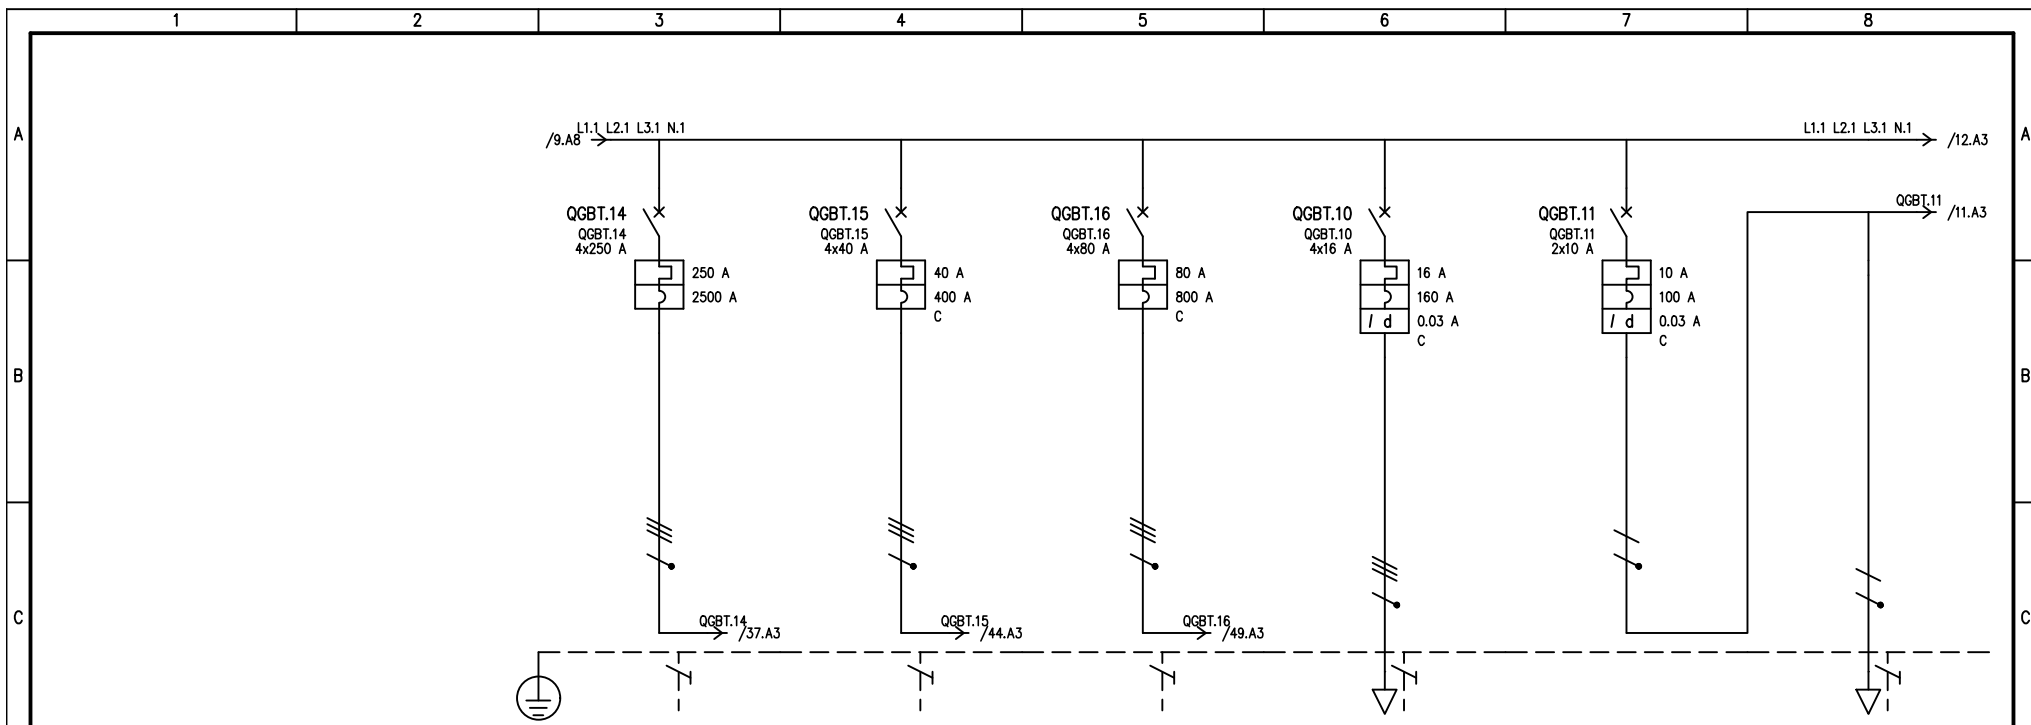 1 2 3 4 5 6 7 8
A A
L1.1 L2.1 L3.1 N.1 L1.1 L2.1 L3.1 N.1
/9.A8 /12.A3
QGBT.11
/11.A3
QGBT.14 QGBT.15 QGBT.16 QGBT.10 QGBT.11
QGBT.14 QGBT.15 QGBT.16 QGBT.10 QGBT.11
4x250 A 4x40 A 4x80 A 4x16 A 2x10 A
250 A 40 A 80 A 16 A 10 A
2500 A 400 A 800 A 160 A 100 A
C C I d 0.03 A I d 0.03 A
C C
B B
C C
QGBT.14 QGBT.15 QGBT.16
/37.A3 /44.A3 /49.A3